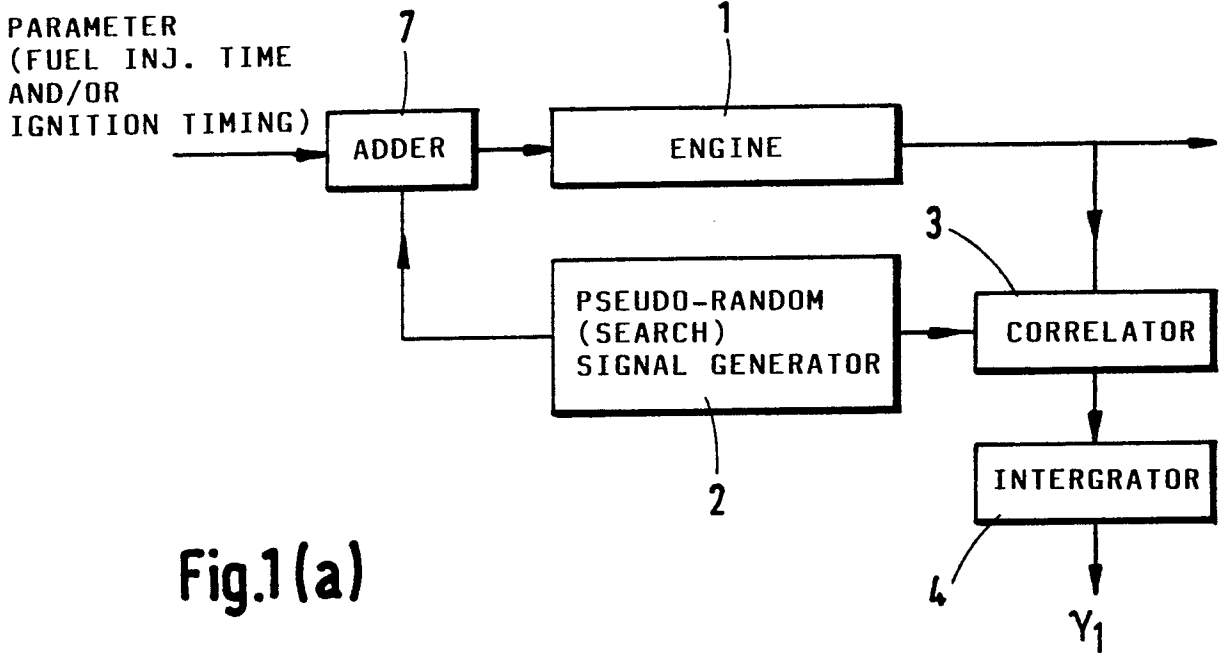 PARAMETER
(FUEL INJ. TIME
AND/OR
IGNITION TIMING)
7
1
ADDER
ENGINE
3
PSEUDO-RANDOM
(SEARCH)
SIGNAL GENERATOR
CORRELATOR
2
INTERGRATOR
4
Fig.1(a)
γ1